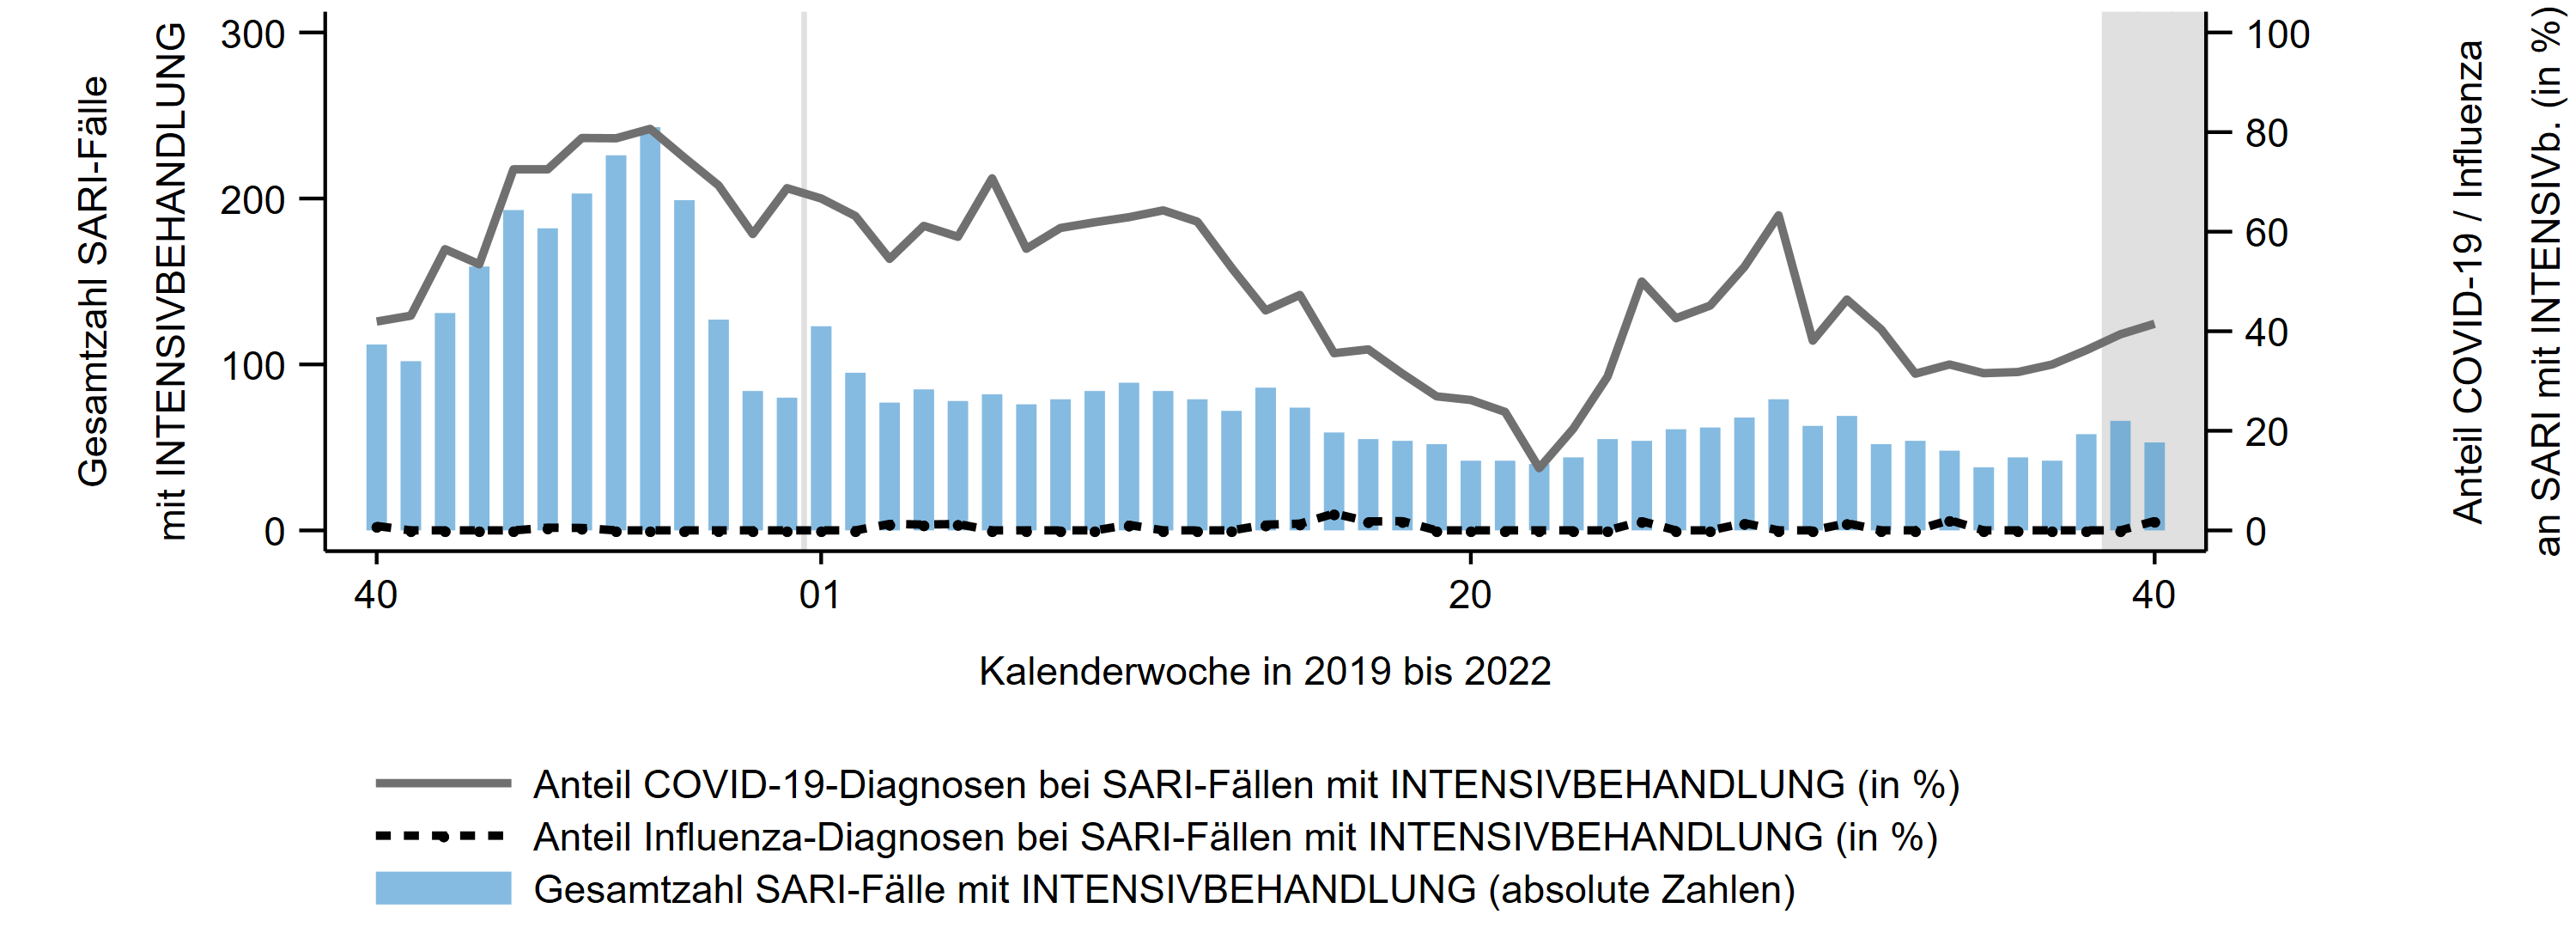 Gesamtzahl SARI-Fälle
mit INTENSIVBEHANDLUNG
300
200
100
0
100
80
60
40
20
0
Anteil COVID-19 / Influenza
an SARI mit INTENSIVb. (in %)
40
01
20
40
Kalenderwoche in 2019 bis 2022
Anteil COVID-19-Diagnosen bei SARI-Fällen mit INTENSIVBEHANDLUNG (in %)
Anteil Influenza-Diagnosen bei SARI-Fällen mit INTENSIVBEHANDLUNG (in %)
Gesamtzahl SARI-Fälle mit INTENSIVBEHANDLUNG (absolute Zahlen)